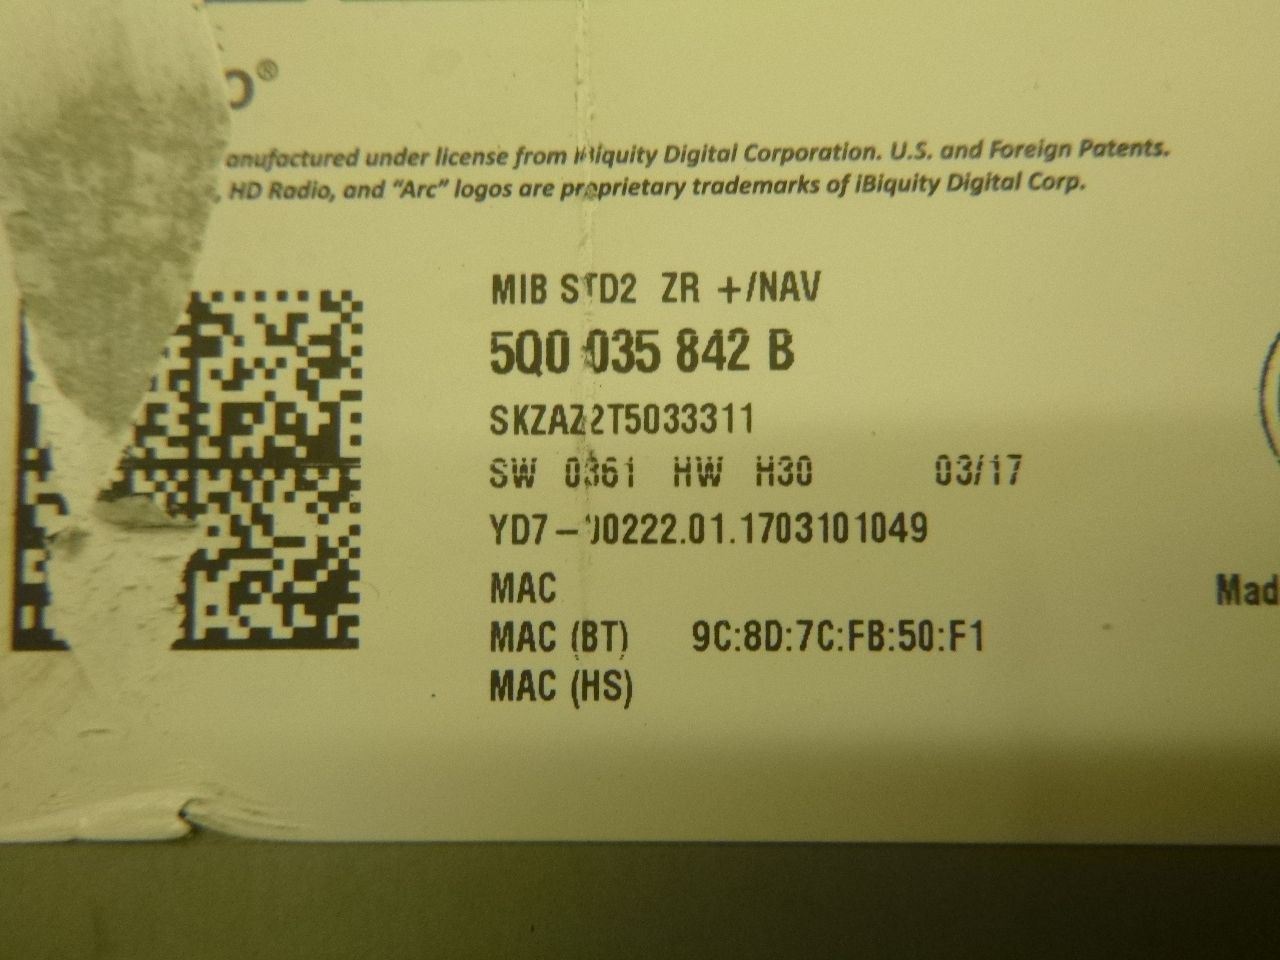 anufactured under license from iBiquity Digital Corporation. U.S. and Foreign Patents.
, HD Radio, and “Arc” logos are proprietary trademarks of iBiquity Digital Corp.
MIB STD2 ZR +/NAV
5Q0 035 842 B
SKZAZ2T5033311
SW 0361 HW H30 03/17
YD7-00222.01.1703101049
MAC
MAC (BT) 9C:8D:7C:FB:50:F1
MAC (HS)
Mad